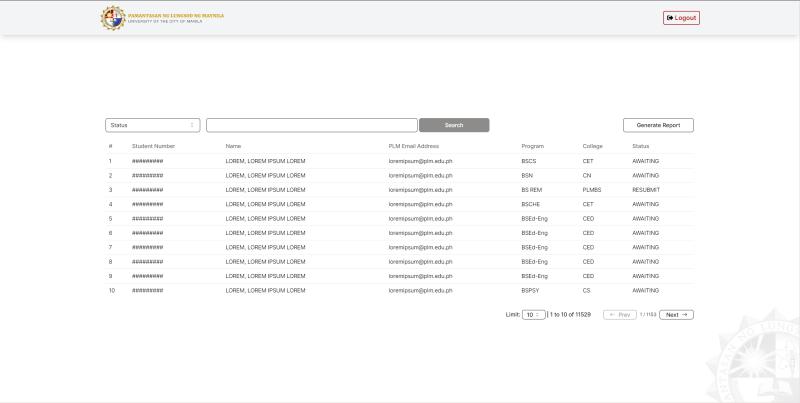 PAMANTASAN NG LUNGSOD NG MAYNILA
UNIVERSITY OF THE CITY OF MANILA
Logout
Status Search Generate Report
# Student Number Name PLM Email Address Program College Status
1 ######### LOREM, LOREM IPSUM LOREM loremipsum@plm.edu.ph BSCS CET AWAITING
2 ######### LOREM, LOREM IPSUM LOREM loremipsum@plm.edu.ph BSN CN AWAITING
3 ######### LOREM, LOREM IPSUM LOREM loremipsum@plm.edu.ph BS REM PLMBS RESUBMIT
4 ######### LOREM, LOREM IPSUM LOREM loremipsum@plm.edu.ph BSCHE CET AWAITING
5 ######### LOREM, LOREM IPSUM LOREM loremipsum@plm.edu.ph BSEd-Eng CED AWAITING
6 ######### LOREM, LOREM IPSUM LOREM loremipsum@plm.edu.ph BSEd-Eng CED AWAITING
7 ######### LOREM, LOREM IPSUM LOREM loremipsum@plm.edu.ph BSEd-Eng CED AWAITING
8 ######### LOREM, LOREM IPSUM LOREM loremipsum@plm.edu.ph BSEd-Eng CED AWAITING
9 ######### LOREM, LOREM IPSUM LOREM loremipsum@plm.edu.ph BSEd-Eng CED AWAITING
10 ######### LOREM, LOREM IPSUM LOREM loremipsum@plm.edu.ph BSPSY CS AWAITING
Limit: 10 | 1 to 10 of 11529 ← Prev 1 / 1153 Next →